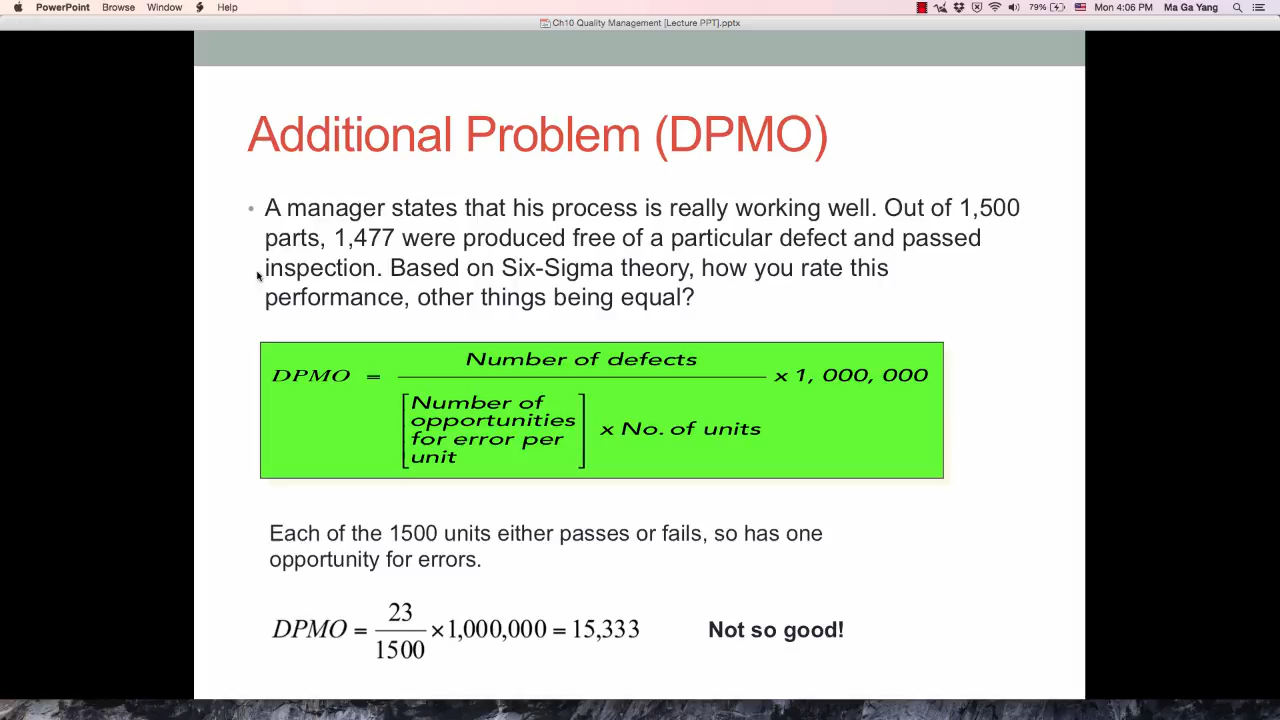 PowerPoint Browse Window Help 79% Mon 4:06 PM Ma Ga Yang
Ch10 Quality Management [Lecture PPT].pptx
Additional Problem (DPMO)
• A manager states that his process is really working well. Out of 1,500
parts, 1,477 were produced free of a particular defect and passed
inspection. Based on Six-Sigma theory, how you rate this
performance, other things being equal?
Number of defects
DPMO = x 1, 000, 000
Number of
opportunities
for error per
unit
x No. of units
Each of the 1500 units either passes or fails, so has one
opportunity for errors.
DPMO = 23/1500 × 1,000,000 = 15,333 Not so good!